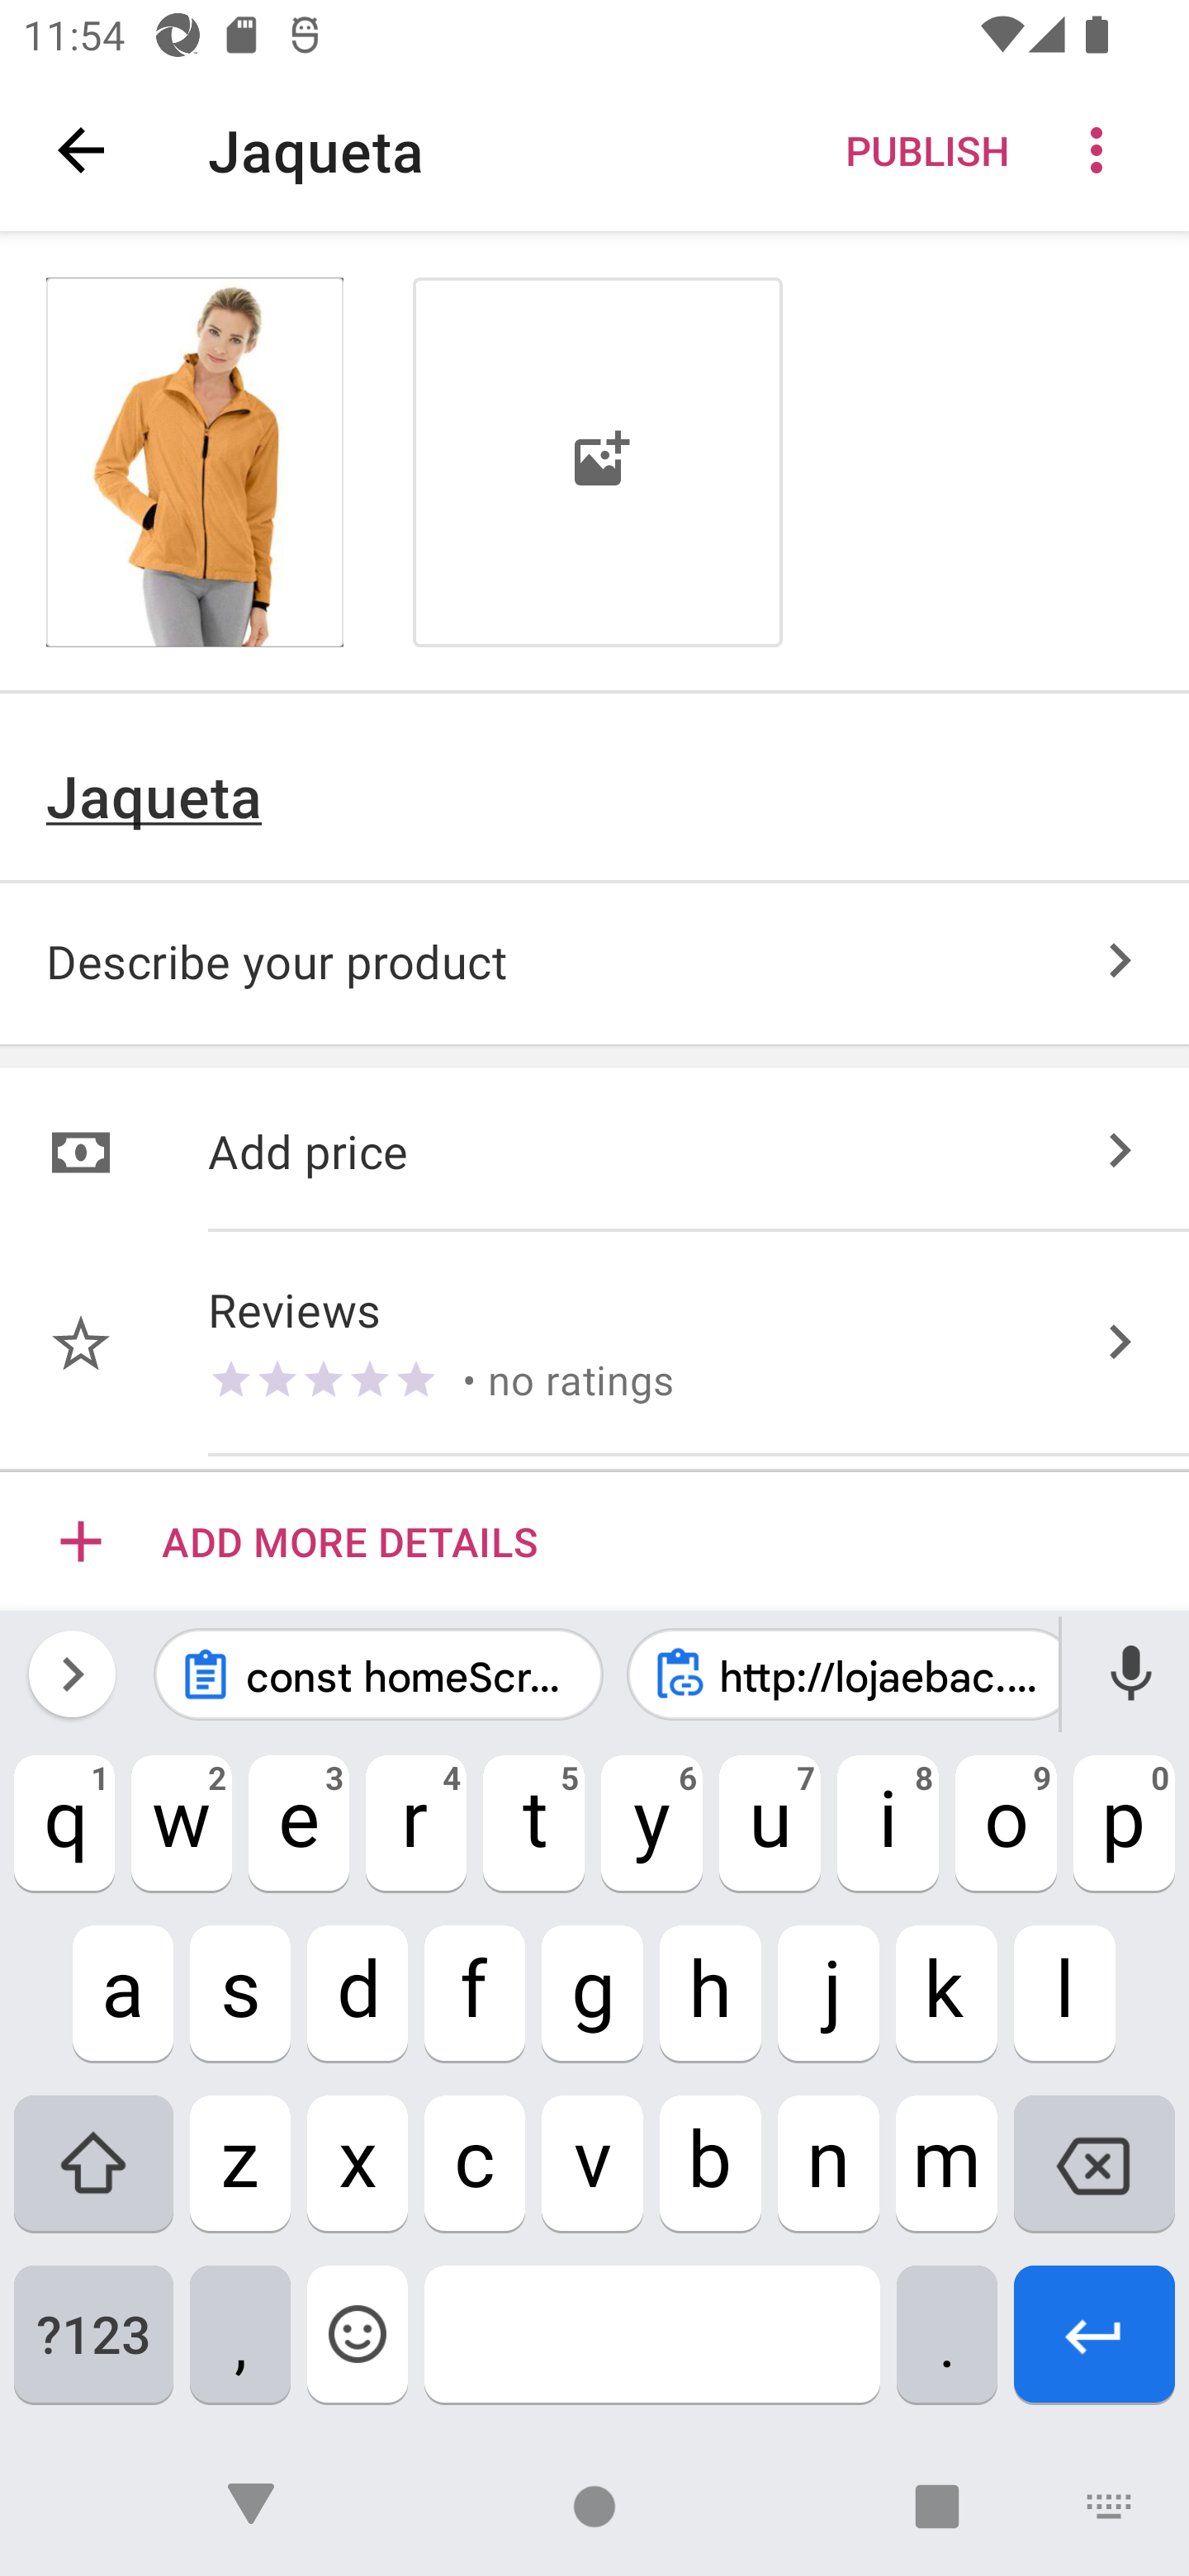 11:54
Jaqueta
PUBLISH
Jaqueta
Describe your product
Add price
Reviews
• no ratings
ADD MORE DETAILS
const homeScr...
http://lojaebac....
1 2 3 4 5 6 7 8 9 0
q w e r t y u i o p
a s d f g h j k l
z x c v b n m
?123 , .